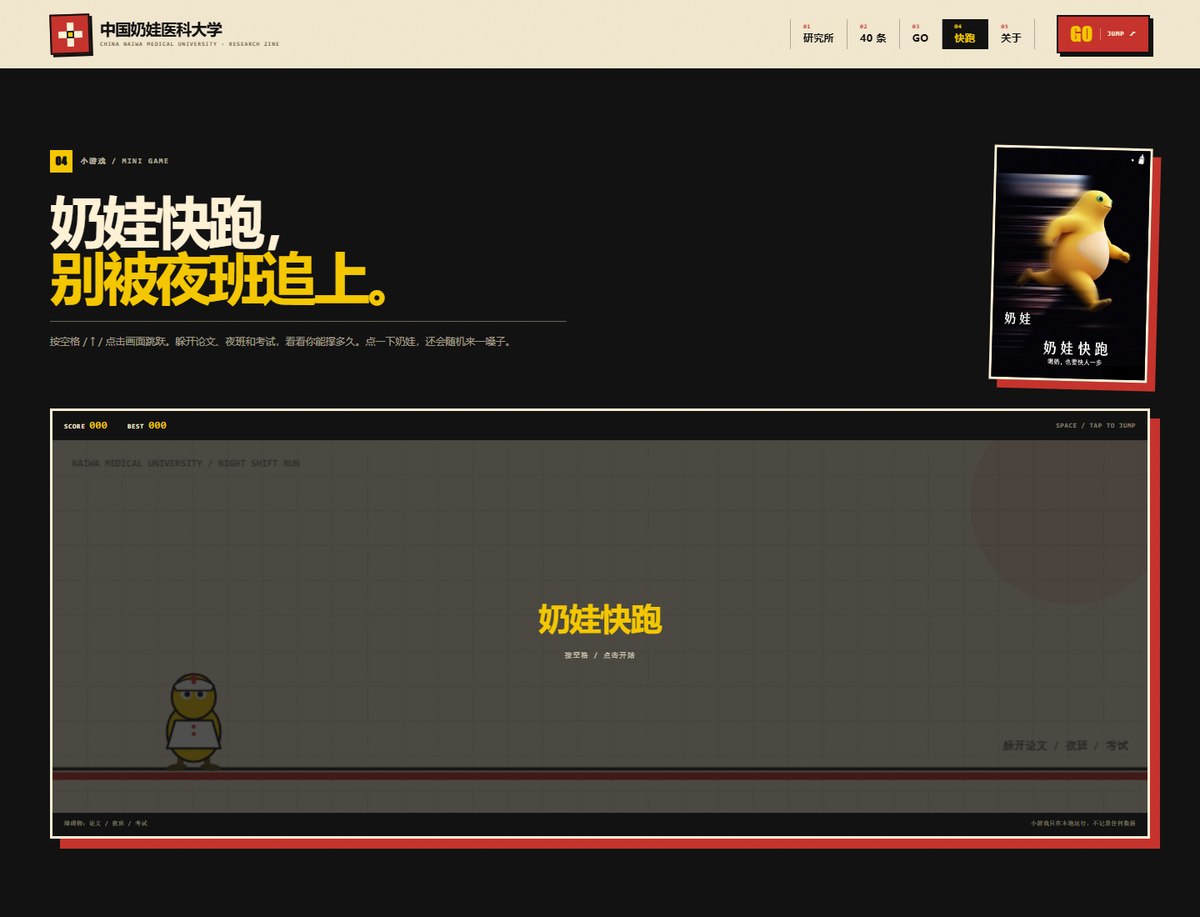 中国奶娃医科大学
CHINA NAIWA MEDICAL UNIVERSITY · RESEARCH ZINE
01
研究所
02
40 条
03
GO
04
快跑
05
关于
GO JUMP ↗
04 小游戏 / MINI GAME
奶娃快跑，
别被夜班追上。
按空格 / ↑ / 点击画面跳跃。躲开论文、夜班和考试，看看你能撑多久。点一下奶娃，还会随机来一嗓子。
奶娃
奶娃快跑
喝奶，也要快人一步
SCORE 000 BEST 000
SPACE / TAP TO JUMP
NAIWA MEDICAL UNIVERSITY / NIGHT SHIFT RUN
奶娃快跑
按空格 / 点击开始
躲开论文 / 夜班 / 考试
障碍物：论文 / 夜班 / 考试
小游戏只在本地运行，不记录任何数据